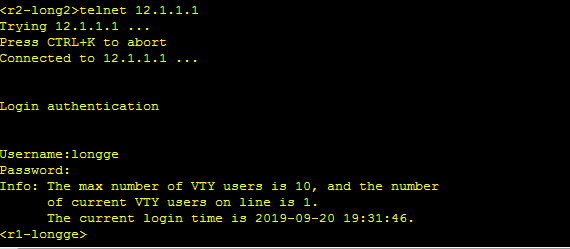 <r2-long2>telnet 12.1.1.1
Trying 12.1.1.1 ...
Press CTRL+K to abort
Connected to 12.1.1.1 ...
Login authentication
Username:longge
Password:
Info: The max number of VTY users is 10, and the number
of current VTY users on line is 1.
The current login time is 2019-09-20 19:31:46.
<r1-longge>